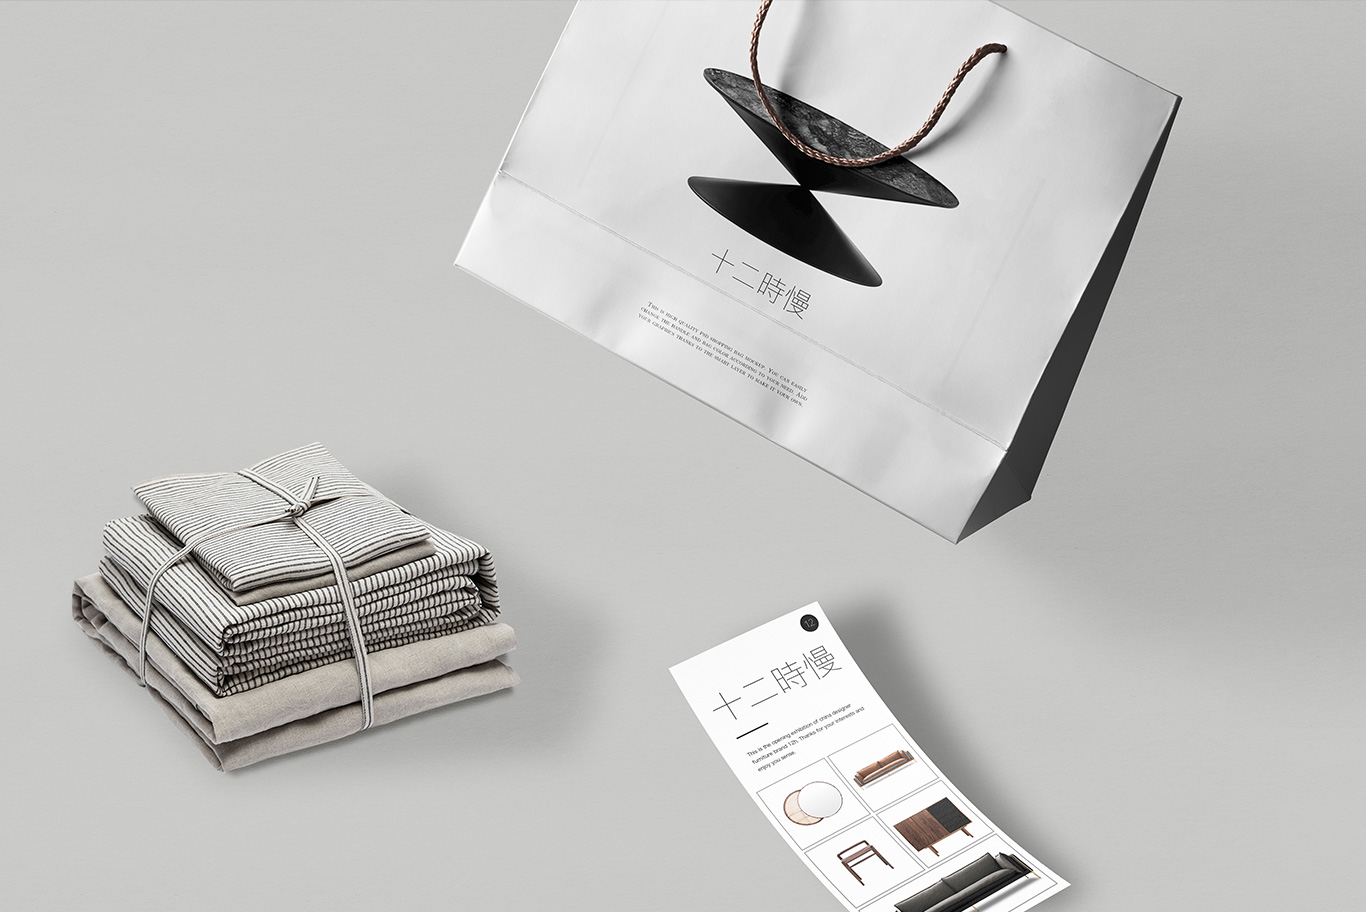 十二時慢
This is high quality psd shopping bag mockup. You can easily
change the handle and bag color according to your need. Add
your graphics thanks to the smart layer to make it your own.
12
十二時慢
This is the opening exhibition of china designer
furniture brand 12h. Thanks for your interests and
enjoy you sense.